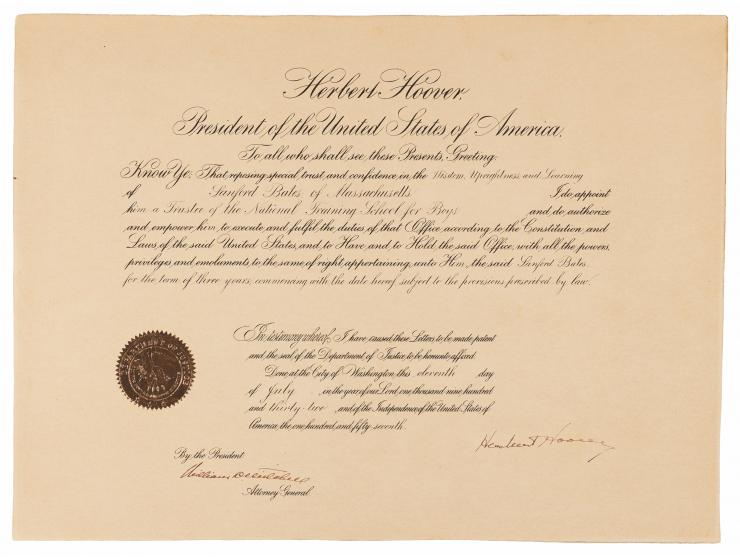 Herbert Hoover,
President of the United States of America,
To all who shall see these Presents, Greeting:
Know Ye: That reposing special trust and confidence in the Wisdom, Uprightness and Learning
of Sanford Bates, of Massachusetts I do appoint
him a Trustee of the National Training School for Boys and do authorize
and empower him to execute and fulfil the duties of that Office according to the Constitution and
Laws of the said United States, and to Have and to Hold the said Office, with all the powers,
privileges and emoluments to the same of right appertaining, unto Him, the said Sanford Bates,
for the term of three years, commencing with the date hereof subject to the provisions prescribed by law.
In testimony whereof, I have caused these Letters to be made patent
and the seal of the Department of Justice to be hereunto affixed.
Done at the City of Washington this eleventh day
of July, in the year of our Lord one thousand nine hundred
and thirty-two and of the Independence of the United States of
America the one hundred and fifty-seventh.
Herbert Hoover
By the President:
William D Mitchell
Attorney General.